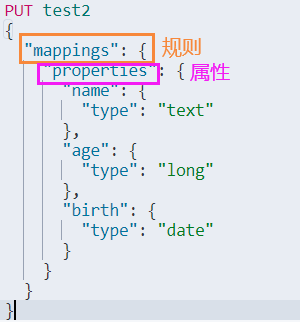 PUT test2
{
"mappings": { 规则
"properties": { 属性
"name": {
"type": "text"
},
"age": {
"type": "long"
},
"birth": {
"type": "date"
}
}
}
}